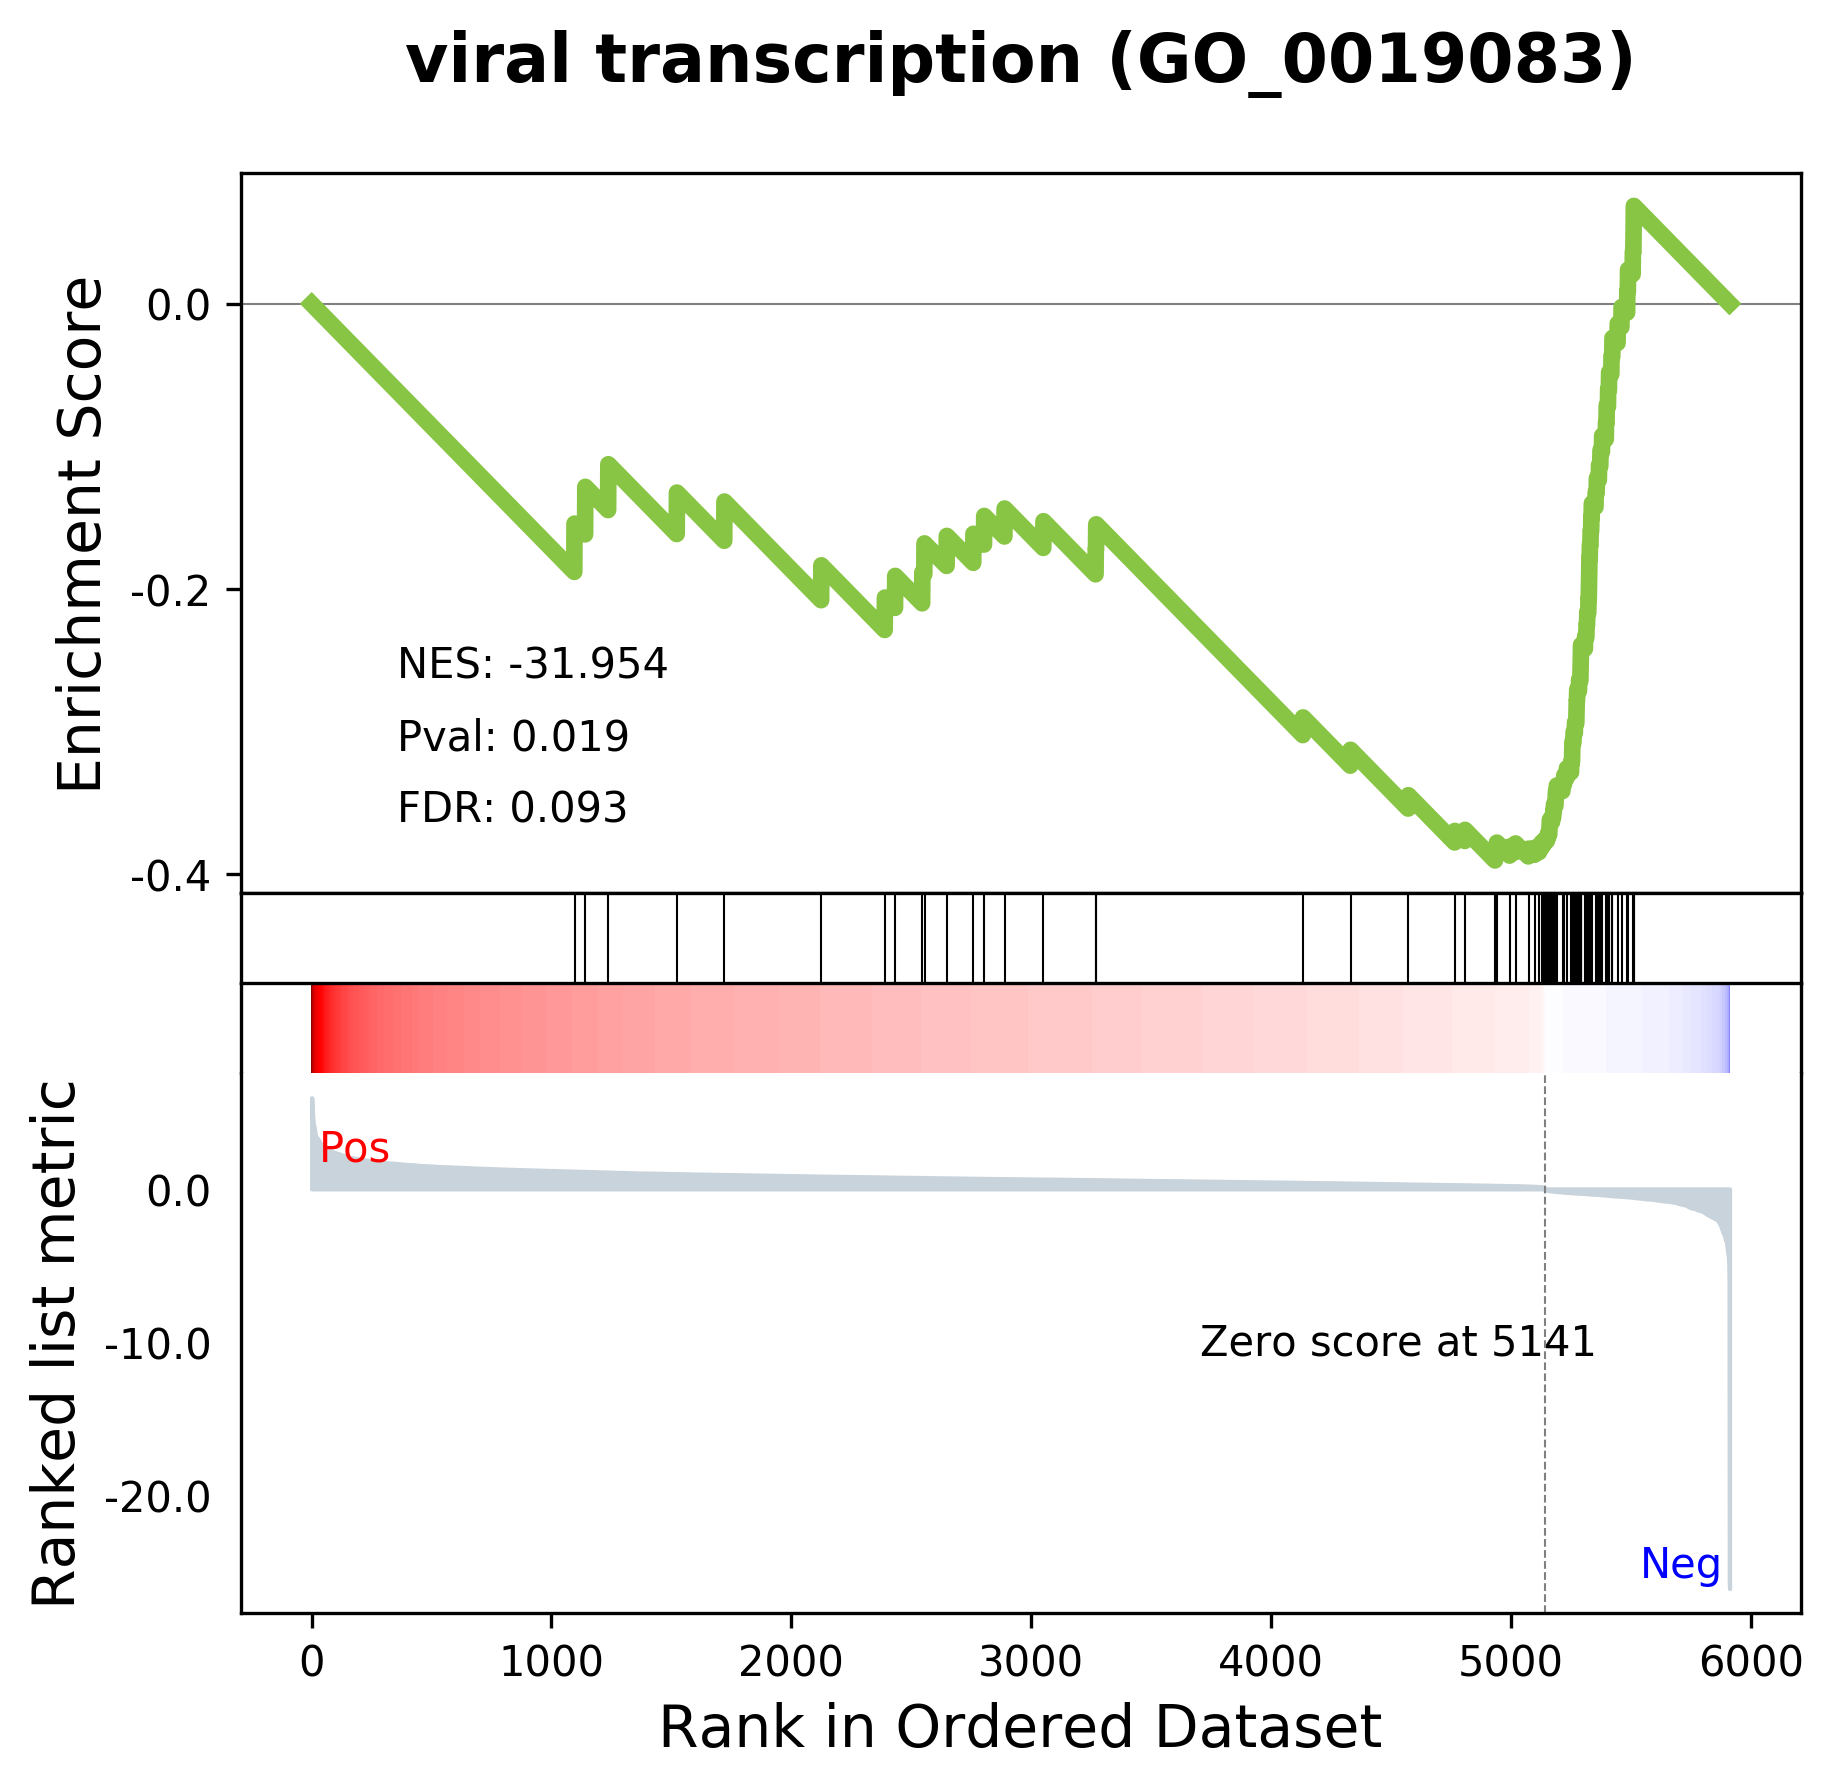 viral transcription (GO_0019083)
Enrichment Score
0.0
-0.2
-0.4
NES: -31.954
Pval: 0.019
FDR: 0.093
Ranked list metric
0.0
-10.0
-20.0
Pos
Zero score at 5141
Neg
0 1000 2000 3000 4000 5000 6000
Rank in Ordered Dataset